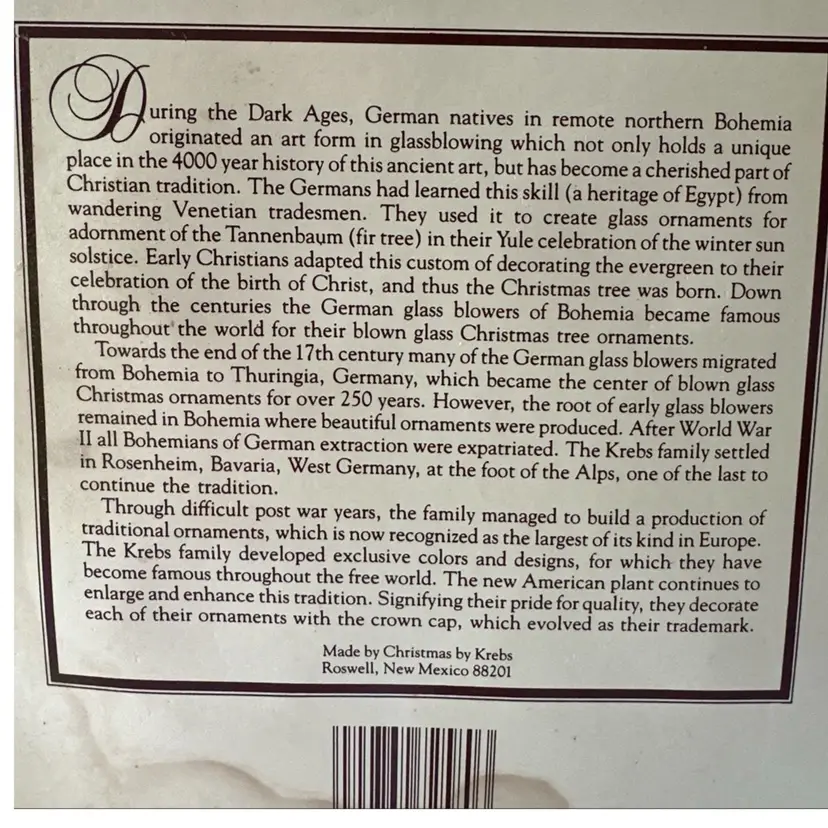 During the Dark Ages, German natives in remote northern Bohemia
originated an art form in glassblowing which not only holds a unique
place in the 4000 year history of this ancient art, but has become a cherished part of
Christian tradition. The Germans had learned this skill (a heritage of Egypt) from
wandering Venetian tradesmen. They used it to create glass ornaments for
adornment of the Tannenbaum (fir tree) in their Yule celebration of the winter sun
solstice. Early Christians adapted this custom of decorating the evergreen to their
celebration of the birth of Christ, and thus the Christmas tree was born. Down
through the centuries the German glass blowers of Bohemia became famous
throughout the world for their blown glass Christmas tree ornaments.
Towards the end of the 17th century many of the German glass blowers migrated
from Bohemia to Thuringia, Germany, which became the center of blown glass
Christmas ornaments for over 250 years. However, the root of early glass blowers
remained in Bohemia where beautiful ornaments were produced. After World War
II all Bohemians of German extraction were expatriated. The Krebs family settled
in Rosenheim, Bavaria, West Germany, at the foot of the Alps, one of the last to
continue the tradition.
Through difficult post war years, the family managed to build a production of
traditional ornaments, which is now recognized as the largest of its kind in Europe.
The Krebs family developed exclusive colors and designs, for which they have
become famous throughout the free world. The new American plant continues to
enlarge and enhance this tradition. Signifying their pride for quality, they decorate
each of their ornaments with the crown cap, which evolved as their trademark.
Made by Christmas by Krebs
Roswell, New Mexico 88201